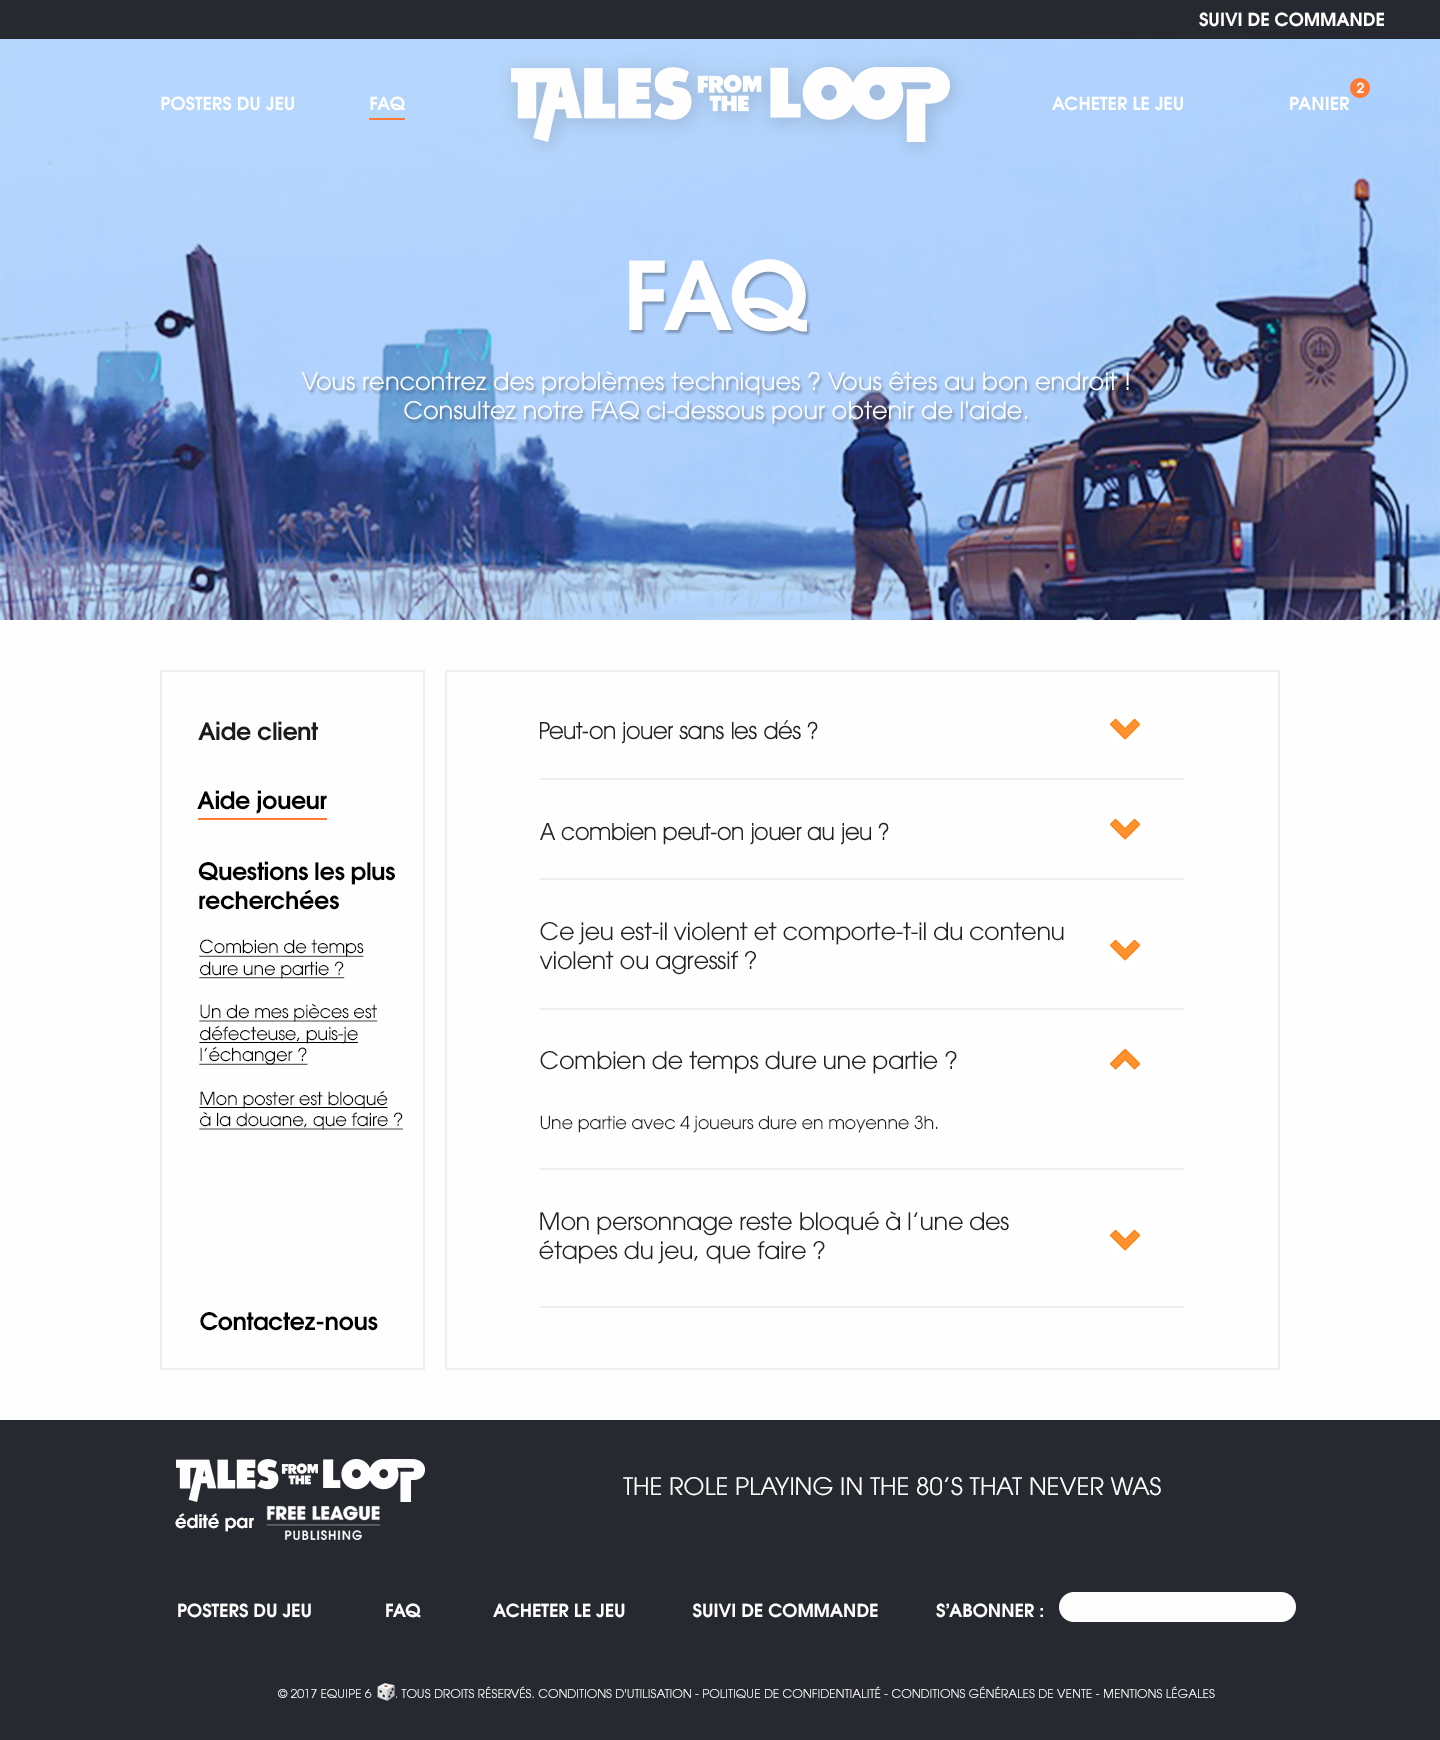 SUIVI DE COMMANDE
POSTERS DU JEU
FAQ
TALES FROM THE LOOP
ACHETER LE JEU
PANIER
2
FAQ
Vous rencontrez des problèmes techniques ? Vous êtes au bon endroit !
Consultez notre FAQ ci-dessous pour obtenir de l'aide.
Aide client
Aide joueur
Questions les plus
recherchées
Combien de temps
dure une partie ?
Un de mes pièces est
défecteuse, puis-je
l’échanger ?
Mon poster est bloqué
à la douane, que faire ?
Contactez-nous
Peut-on jouer sans les dés ?
A combien peut-on jouer au jeu ?
Ce jeu est-il violent et comporte-t-il du contenu
violent ou agressif ?
Combien de temps dure une partie ?
Une partie avec 4 joueurs dure en moyenne 3h.
Mon personnage reste bloqué à l’une des
étapes du jeu, que faire ?
TALES FROM THE LOOP
édité par
FREE LEAGUE
PUBLISHING
THE ROLE PLAYING IN THE 80’S THAT NEVER WAS
POSTERS DU JEU
FAQ
ACHETER LE JEU
SUIVI DE COMMANDE
S’ABONNER :
© 2017 EQUIPE 6 . TOUS DROITS RÉSERVÉS. CONDITIONS D'UTILISATION - POLITIQUE DE CONFIDENTIALITÉ - CONDITIONS GÉNÉRALES DE VENTE - MENTIONS LÉGALES